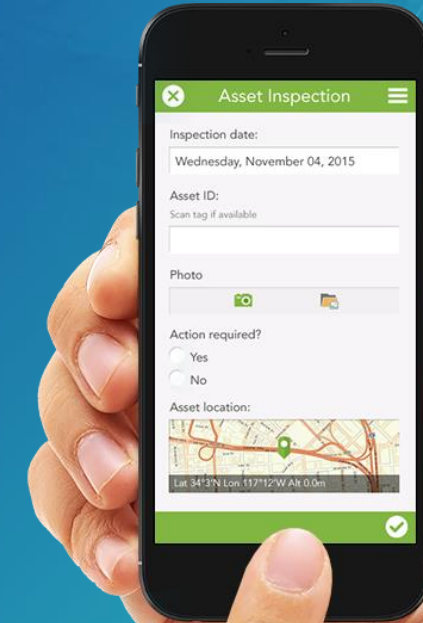 Asset Inspection
Inspection date:
Wednesday, November 04, 2015
Asset ID:
Scan tag if available
Photo
Action required?
Yes
No
Asset location:
Lat 34°3'N Lon 117°12'W Alt 0.0m